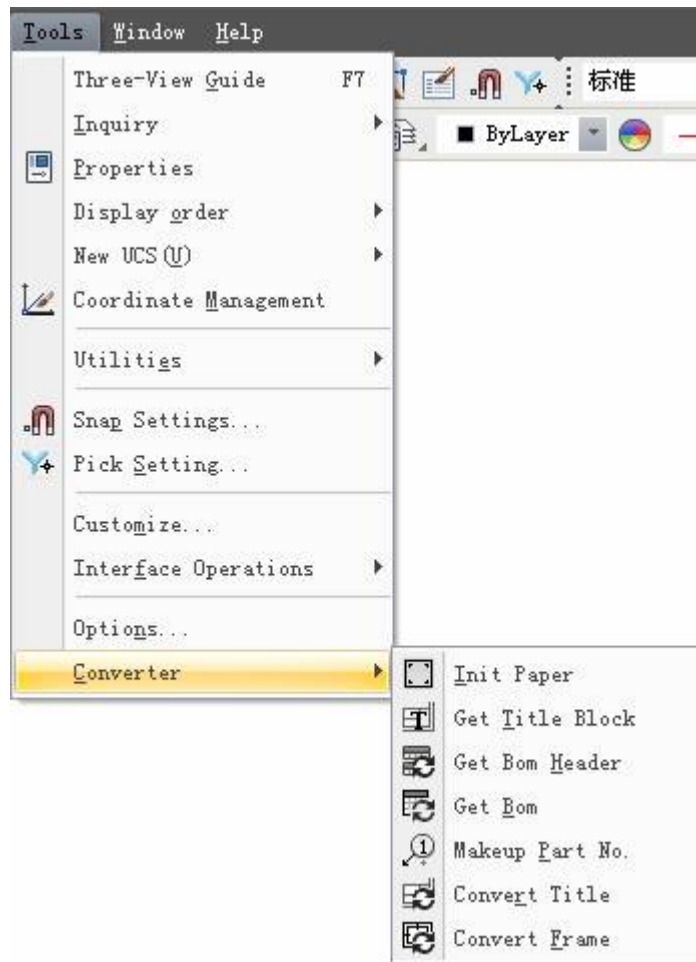 Tools Window Help
Three-View Guide F7
标准
Inquiry
ByLayer
Properties
Display order
New UCS(U)
Coordinate Management
Utilities
Snap Settings...
Pick Setting...
Customize...
Interface Operations
Options...
Converter
Init Paper
Get Title Block
Get Bom Header
Get Bom
Makeup Part No.
Convert Title
Convert Frame